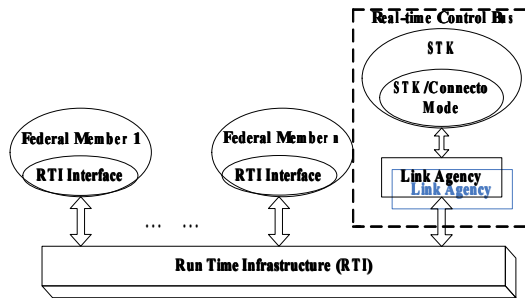 Real-time Control Bus
STK
STK/Connecto
Mode
Federal Member 1
RTI Interface
Federal Member n
RTI Interface
Link Agency
Link Agency
... ...
Run Time Infrastructure (RTI)